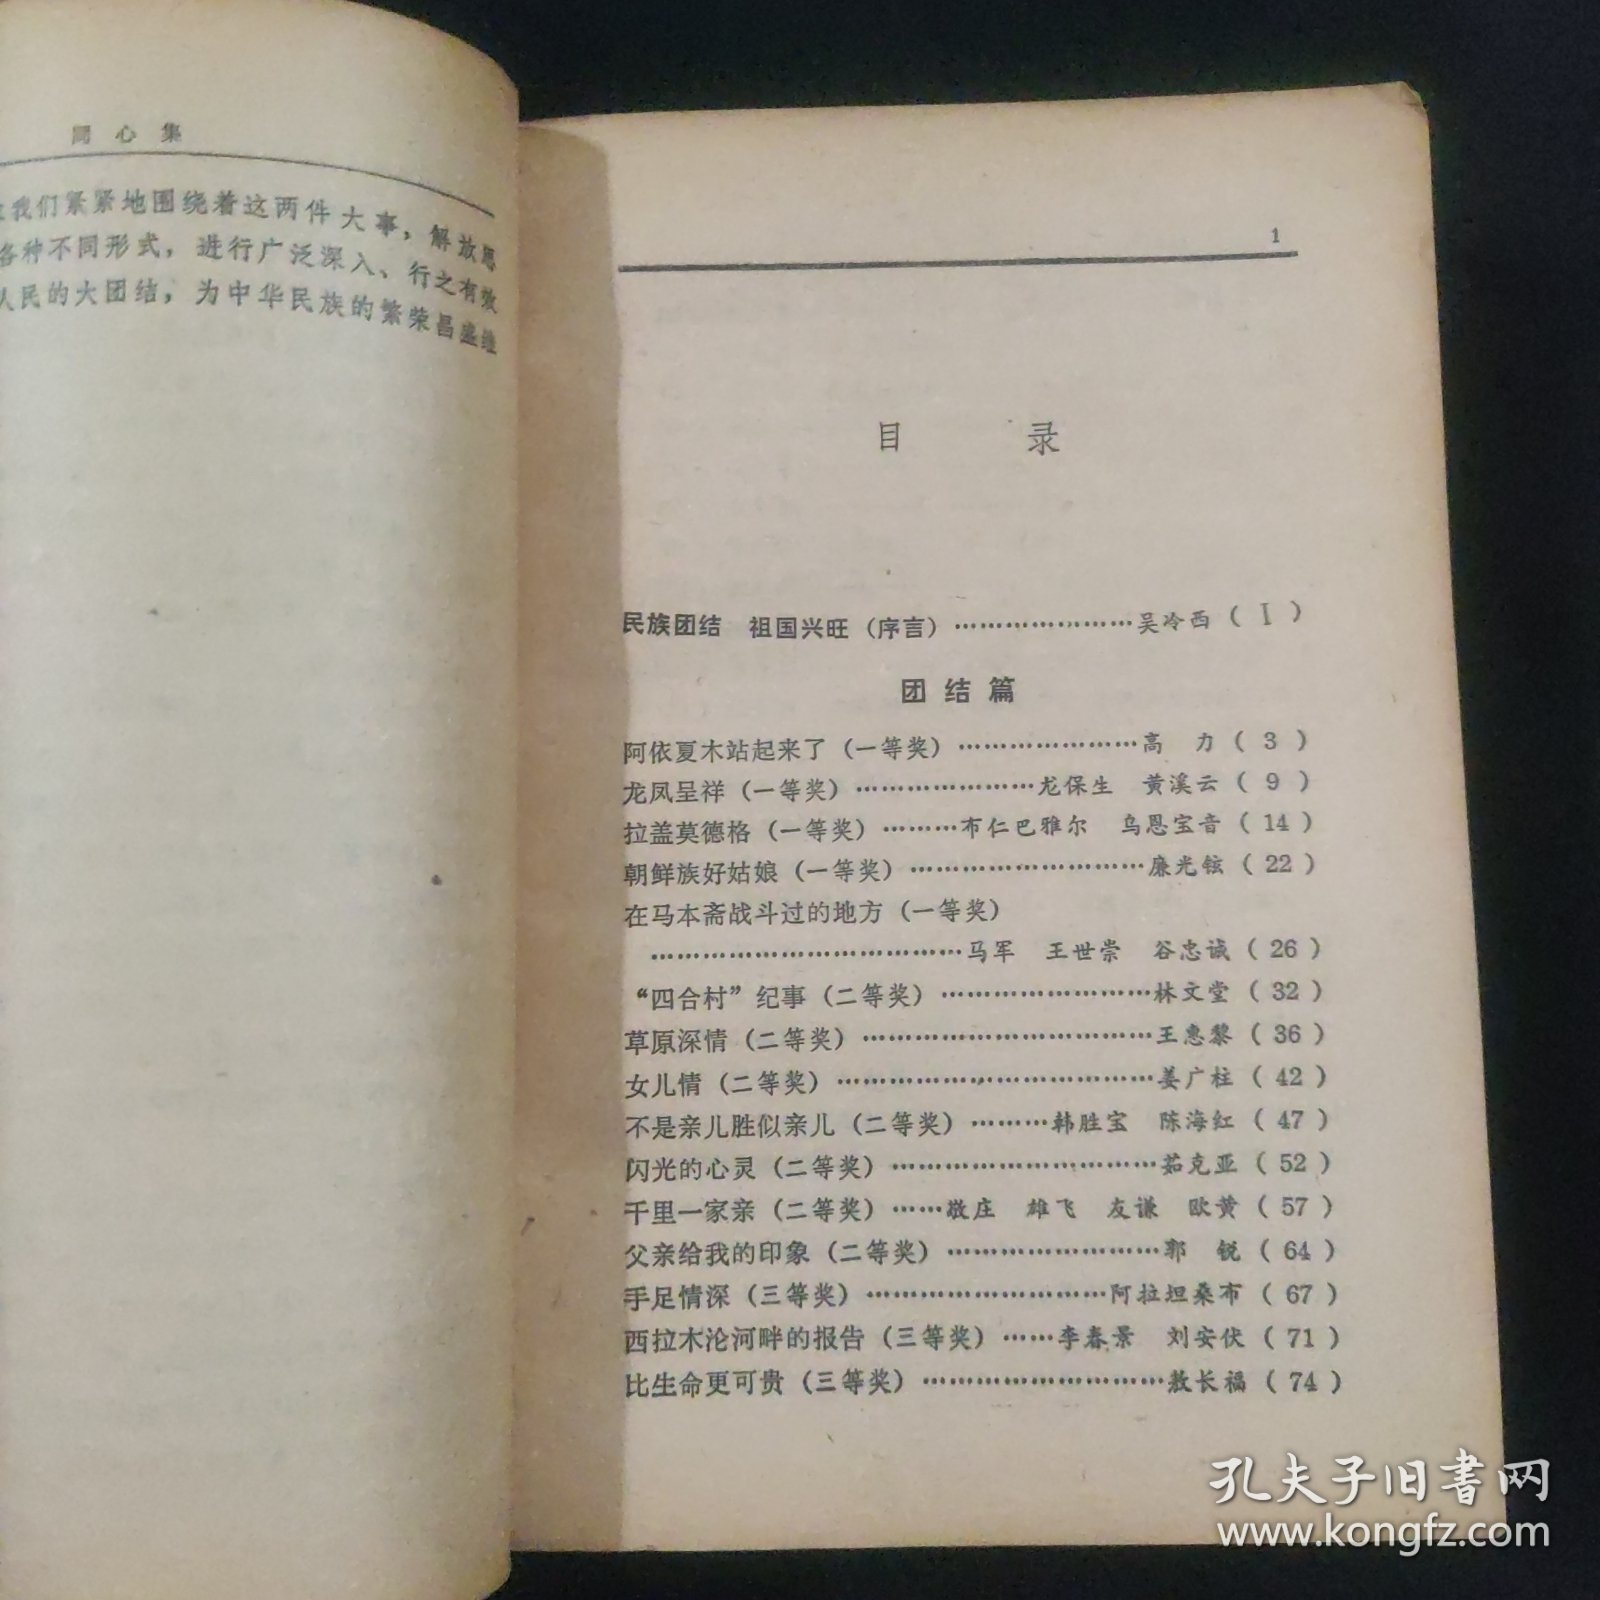 同心集
我们紧紧地围绕着这两件大事，解放思
各种不同形式，进行广泛深入、行之有效
人民的大团结，为中华民族的繁荣昌盛继
1
目 录
民族团结 祖国兴旺（序言）…………………吴冷西（Ⅰ）
团结篇
阿依夏木站起来了（一等奖）…………………高 力（3）
龙凤呈祥（一等奖）…………………龙保生 黄溪云（9）
拉盖莫德格（一等奖）………布仁巴雅尔 乌恩宝音（14）
朝鲜族好姑娘（一等奖）………………………廉光铉（22）
在马本斋战斗过的地方（一等奖）
………………………………马军 王世崇 谷忠诚（26）
“四合村”纪事（二等奖）……………………林文堂（32）
草原深情（二等奖）……………………………王惠黎（36）
女儿情（二等奖）………………………………姜广柱（42）
不是亲儿胜似亲儿（二等奖）………韩胜宝 陈海红（47）
闪光的心灵（二等奖）…………………………茹克亚（52）
千里一家亲（二等奖）……敬庄 雄飞 友谦 欧黄（57）
父亲给我的印象（二等奖）……………………郭 锐（64）
手足情深（三等奖）………………………阿拉坦桑布（67）
西拉木沦河畔的报告（三等奖）……李春景 刘安伏（71）
比生命更可贵（三等奖）………………………敖长福（74）
孔夫子旧书网
www.kongfz.com